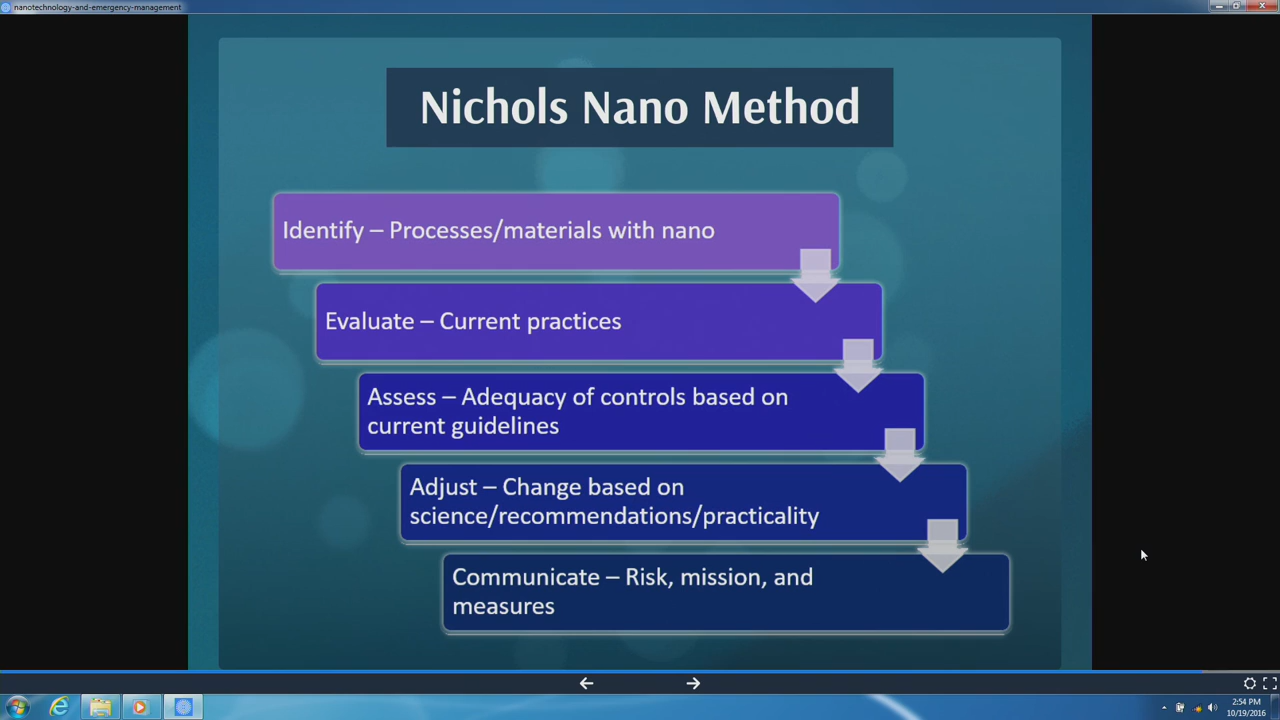 nanotechnology-and-emergency-management
Nichols Nano Method
Identify – Processes/materials with nano
Evaluate – Current practices
Assess – Adequacy of controls based on
current guidelines
Adjust – Change based on
science/recommendations/practicality
Communicate – Risk, mission, and
measures
2:54 PM
10/19/2016